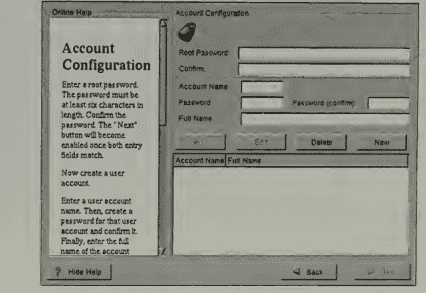 Online Help
Account
Configuration
Enter a root password.
The password must be
at least six characters in
length. Confirm the
password. The "Next"
button will become
enabled once both entry
fields match.
Now create a user
account.
Enter a user account
name. Then, create a
password for that user
account and confirm it.
Finally, enter the full
name of the account
Hide Help
Account Configuration
Root Password
Confirm
Account Name
Password Password (confirm)
Full Name
Edit Delete New
Account Name Full Name
Back